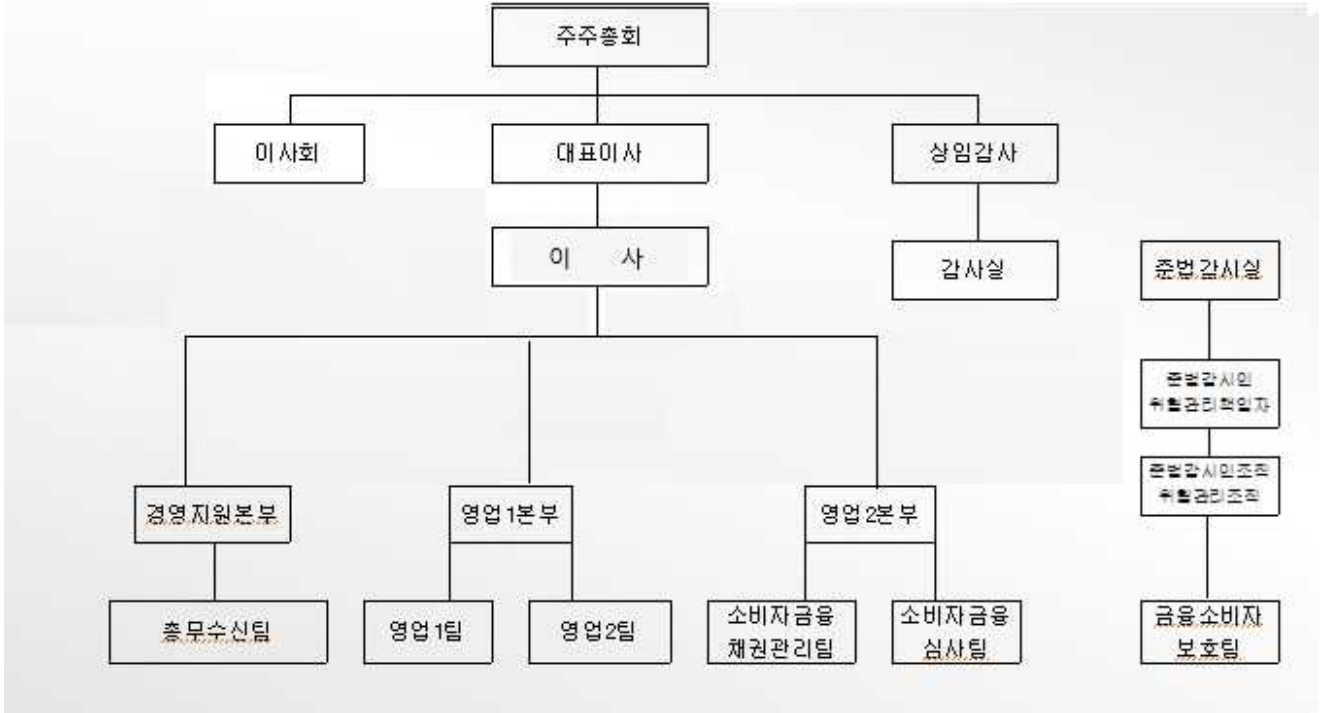 주주총회
이사회
대표이사
상임감사
이 사
감사실
준법감시실
준법감시인
위험관리책임자
준법감시인조직
위험관리조직
경영지원본부
영업1본부
영업2본부
총무수신팀
영업1팀
영업2팀
소비자금융
채권관리팀
소비자금융
심사팀
금융소비자
보호팀